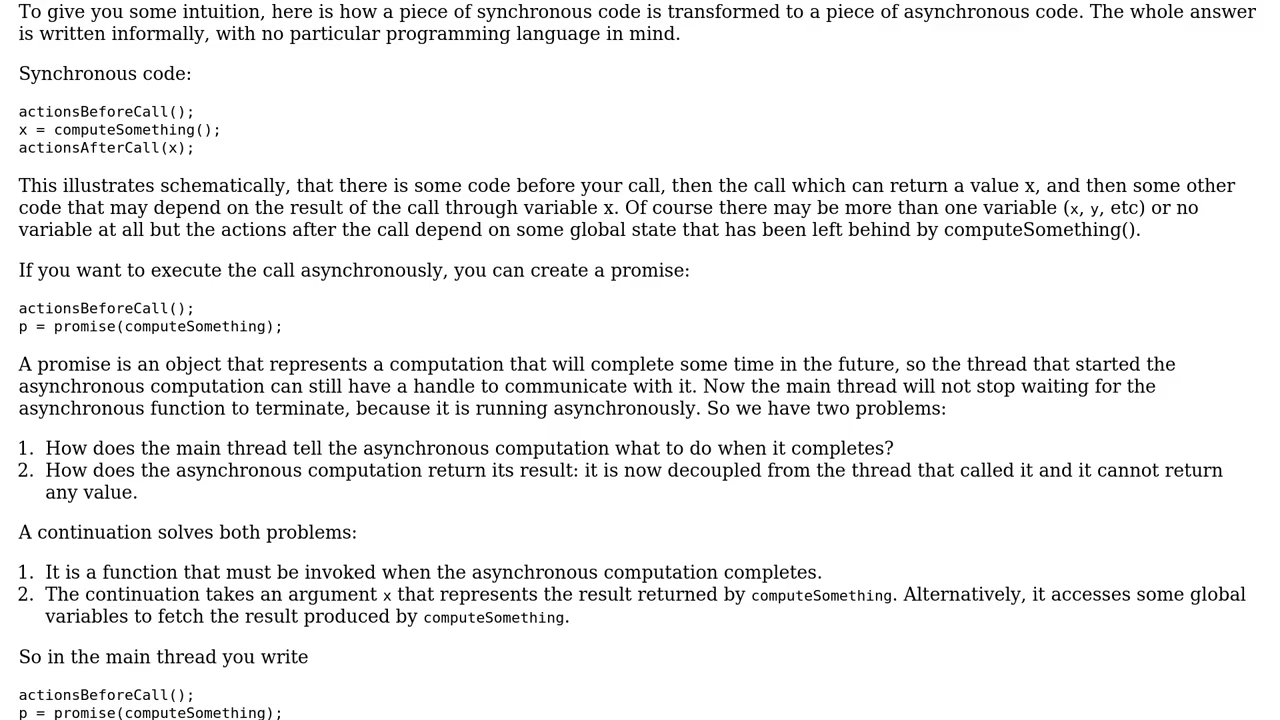 To give you some intuition, here is how a piece of synchronous code is transformed to a piece of asynchronous code. The whole answer
is written informally, with no particular programming language in mind.
Synchronous code:
actionsBeforeCall();
x = computeSomething();
actionsAfterCall(x);
This illustrates schematically, that there is some code before your call, then the call which can return a value x, and then some other
code that may depend on the result of the call through variable x. Of course there may be more than one variable (x, y, etc) or no
variable at all but the actions after the call depend on some global state that has been left behind by computeSomething().
If you want to execute the call asynchronously, you can create a promise:
actionsBeforeCall();
p = promise(computeSomething);
A promise is an object that represents a computation that will complete some time in the future, so the thread that started the
asynchronous computation can still have a handle to communicate with it. Now the main thread will not stop waiting for the
asynchronous function to terminate, because it is running asynchronously. So we have two problems:
1. How does the main thread tell the asynchronous computation what to do when it completes?
2. How does the asynchronous computation return its result: it is now decoupled from the thread that called it and it cannot return
any value.
A continuation solves both problems:
1. It is a function that must be invoked when the asynchronous computation completes.
2. The continuation takes an argument x that represents the result returned by computeSomething. Alternatively, it accesses some global
variables to fetch the result produced by computeSomething.
So in the main thread you write
actionsBeforeCall();
p = promise(computeSomething);